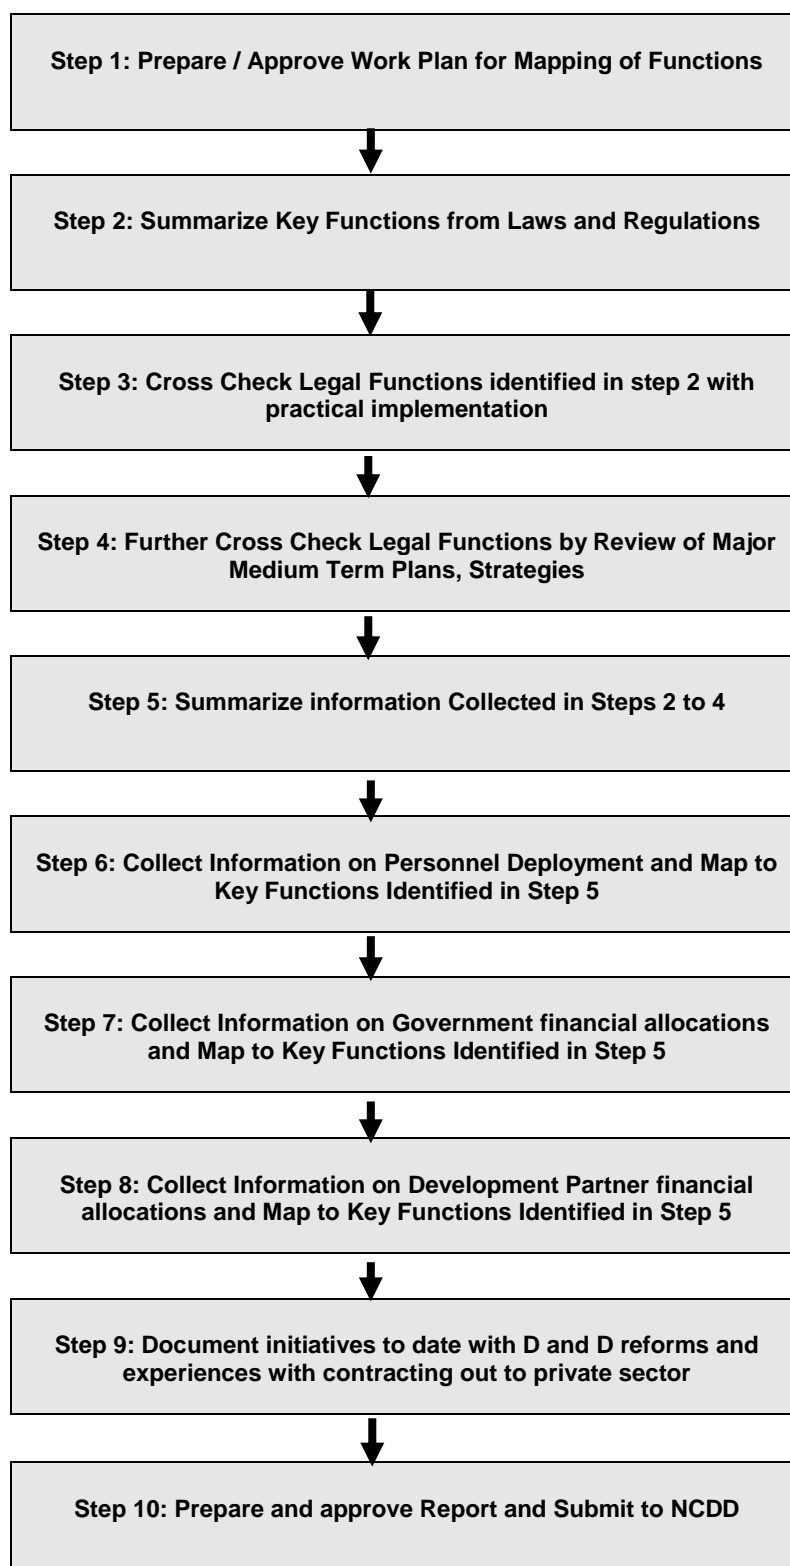 Step 1: Prepare / Approve Work Plan for Mapping of Functions
Step 2: Summarize Key Functions from Laws and Regulations
Step 3: Cross Check Legal Functions identified in step 2 with
practical implementation
Step 4: Further Cross Check Legal Functions by Review of Major
Medium Term Plans, Strategies
Step 5: Summarize information Collected in Steps 2 to 4
Step 6: Collect Information on Personnel Deployment and Map to
Key Functions Identified in Step 5
Step 7: Collect Information on Government financial allocations
and Map to Key Functions Identified in Step 5
Step 8: Collect Information on Development Partner financial
allocations and Map to Key Functions Identified in Step 5
Step 9: Document initiatives to date with D and D reforms and
experiences with contracting out to private sector
Step 10: Prepare and approve Report and Submit to NCDD